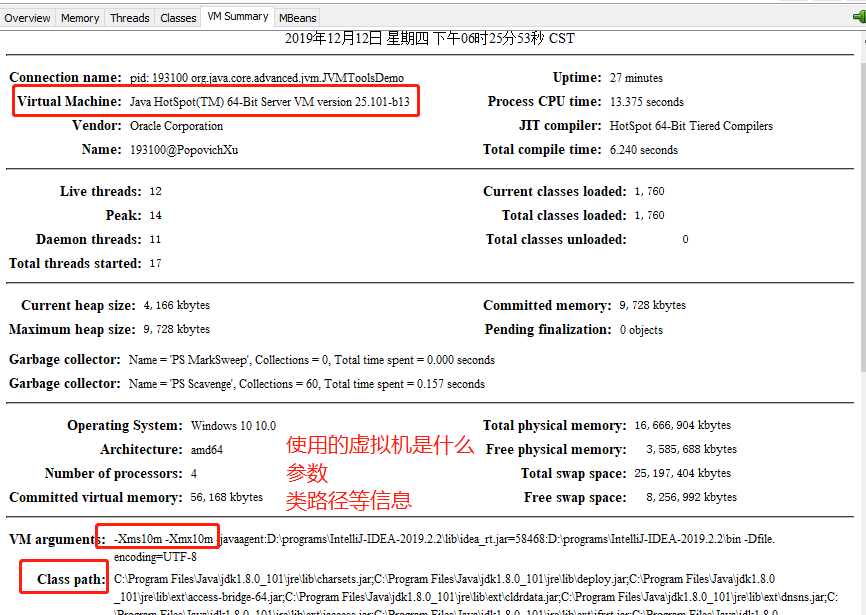 Overview Memory Threads Classes VM Summary MBeans
2019年12月12日 星期四 下午06时25分53秒 CST
Connection name: pid: 193100 org.java.core.advanced.jvm.JVMToolsDemo Uptime: 27 minutes
Virtual Machine: Java HotSpot(TM) 64-Bit Server VM version 25.101-b13 Process CPU time: 13.375 seconds
Vendor: Oracle Corporation JIT compiler: HotSpot 64-Bit Tiered Compilers
Name: 193100@PopovichXu Total compile time: 6.240 seconds
Live threads: 12 Current classes loaded: 1,760
Peak: 14 Total classes loaded: 1,760
Daemon threads: 11 Total classes unloaded: 0
Total threads started: 17
Current heap size: 4,166 kbytes Committed memory: 9,728 kbytes
Maximum heap size: 9,728 kbytes Pending finalization: 0 objects
Garbage collector: Name = 'PS MarkSweep', Collections = 0, Total time spent = 0.000 seconds
Garbage collector: Name = 'PS Scavenge', Collections = 60, Total time spent = 0.157 seconds
Operating System: Windows 10 10.0 Total physical memory: 16,666,904 kbytes
Architecture: amd64 使用的虚拟机是什么 Free physical memory: 3,585,688 kbytes
Number of processors: 4 参数 Total swap space: 25,197,404 kbytes
Committed virtual memory: 56,168 kbytes 类路径等信息 Free swap space: 8,256,992 kbytes
VM arguments: -Xms10m -Xmx10m -javaagent:D:\programs\IntelliJ-IDEA-2019.2.2\lib\idea_rt.jar=58468:D:\programs\IntelliJ-IDEA-2019.2.2\bin -Dfile.
encoding=UTF-8
Class path: C:\Program Files\Java\jdk1.8.0_101\jre\lib\charsets.jar;C:\Program Files\Java\jdk1.8.0_101\jre\lib\deploy.jar;C:\Program Files\Java\jdk1.8.0
_101\jre\lib\ext\access-bridge-64.jar;C:\Program Files\Java\jdk1.8.0_101\jre\lib\ext\cldrdata.jar;C:\Program Files\Java\jdk1.8.0_101\jre\lib\ext\dnsns.jar;C: